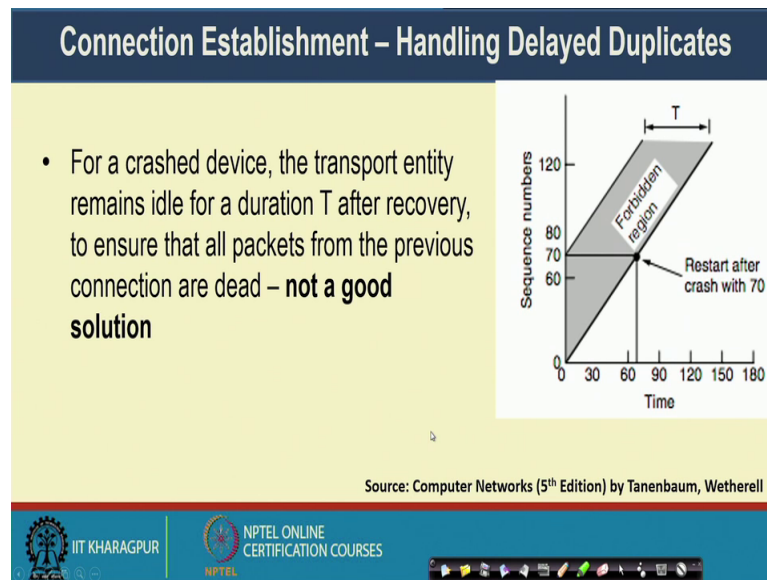 Connection Establishment – Handling Delayed Duplicates
• For a crashed device, the transport entity
remains idle for a duration T after recovery,
to ensure that all packets from the previous
connection are dead – not a good
solution
T
Sequence numbers
120
80
70
60
0
Forbidden
region
Restart after
crash with 70
0 30 60 90 120 150 180
Time
Source: Computer Networks (5th Edition) by Tanenbaum, Wetherell
IIT KHARAGPUR
NPTEL
NPTEL ONLINE
CERTIFICATION COURSES